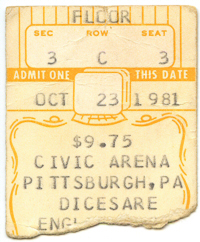 FLOOR
SEC ROW SEAT
3 C 3
ADMIT ONE THIS DATE
OCT 23 1981
$9.75
CIVIC ARENA
PITTSBURGH,PA
DICESARE